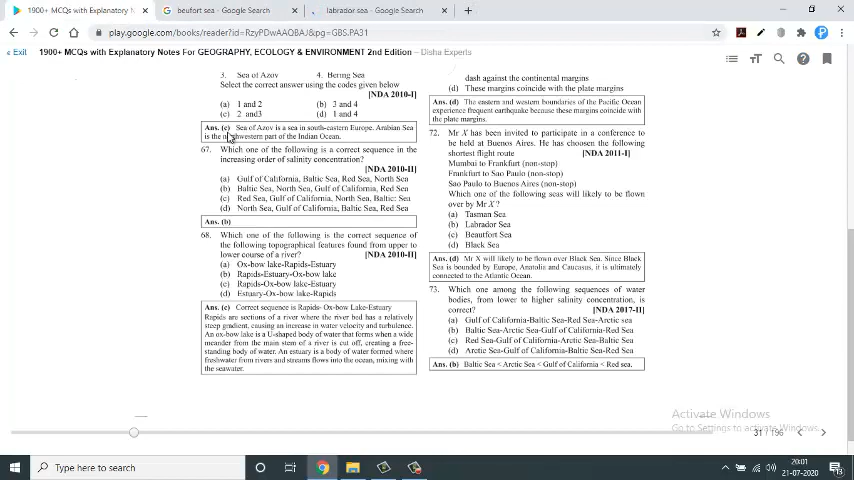 1900+ MCQs with Explanatory N
beufort sea - Google Search
labrador sea - Google Search
play.google.com/books/reader?id=RzyPDwAAQBAJ&pg=GBS.PA31
Exit
1900+ MCQs with Explanatory Notes For GEOGRAPHY, ECOLOGY & ENVIRONMENT 2nd Edition - Disha Experts
3. Sea of Azov 4. Bering Sea
Select the correct answer using the codes given below
[NDA 2010-I]
(a) 1 and 2 (b) 3 and 4
(c) 2 and3 (d) 1 and 4
Ans. (c) Sea of Azov is a sea in south-eastern Europe. Arabian Sea
is the northwestern part of the Indian Ocean.
67. Which one of the following is a correct sequence in the
increasing order of salinity concentration?
[NDA 2010-II]
(a) Gulf of California, Baltic Sea, Red Sea, North Sea
(b) Baltic Sea, North Sea, Gulf of California, Red Sea
(c) Red Sea, Gulf of California, North Sea, Baltic: Sea
(d) North Sea, Gulf of California, Baltic Sea, Red Sea
Ans. (b)
68. Which one of the following is the correct sequence of
the following topographical features found from upper to
lower course of a river? [NDA 2010-II]
(a) Ox-bow lake-Rapids-Estuary
(b) Rapids-Estuary-Ox-bow lake
(c) Rapids-Ox-bow lake-Estuary
(d) Estuary-Ox-bow lake-Rapids
Ans. (c) Correct sequence is Rapids- Ox-bow Lake-Estuary
Rapids are sections of a river where the river bed has a relatively
steep gradient, causing an increase in water velocity and turbulence.
An ox-bow lake is a U-shaped body of water that forms when a wide
meander from the main stem of a river is cut off, creating a free-
standing body of water. An estuary is a body of water formed where
freshwater from rivers and streams flows into the ocean, mixing with
the seawater.
dash against the continental margins
(d) These margins coincide with the plate margins
Ans. (d) The eastern and western boundaries of the Pacific Ocean
experience frequent earthquake because these margins coincide with
the plate margins.
72. Mr X has been invited to participate in a conference to
be held at Buenos Aires. He has choosen the following
shortest flight route [NDA 2011-I]
Mumbai to Frankfurt (non-stop)
Frankfurt to Sao Paulo (non-stop)
Sao Paulo to Buenos Aires (non-stop)
Which one of the following seas will likely to be flown
over by Mr X ?
(a) Tasman Sea
(b) Labrador Sea
(c) Beaufort Sea
(d) Black Sea
Ans. (d) Mr X will likely to be flown over Black Sea. Since Black
Sea is bounded by Europe, Anatolia and Caucasus, it is ultimately
connected to the Atlantic Ocean.
73. Which one among the following sequences of water
bodies, from lower to higher salinity concentration, is
correct? [NDA 2017-II]
(a) Gulf of California-Baltic Sea-Red Sea-Arctic sea
(b) Baltic Sea-Arctic Sea-Gulf of California-Red Sea
(c) Red Sea-Gulf of California-Arctic Sea-Baltic Sea
(d) Arctic Sea-Gulf of California-Baltic Sea-Red Sea
Ans. (b) Baltic Sea < Arctic Sea < Gulf of California < Red sea.
Activate Windows
Go to Settings to activate Windows.
31 / 196
Type here to search
20:01
21-07-2020